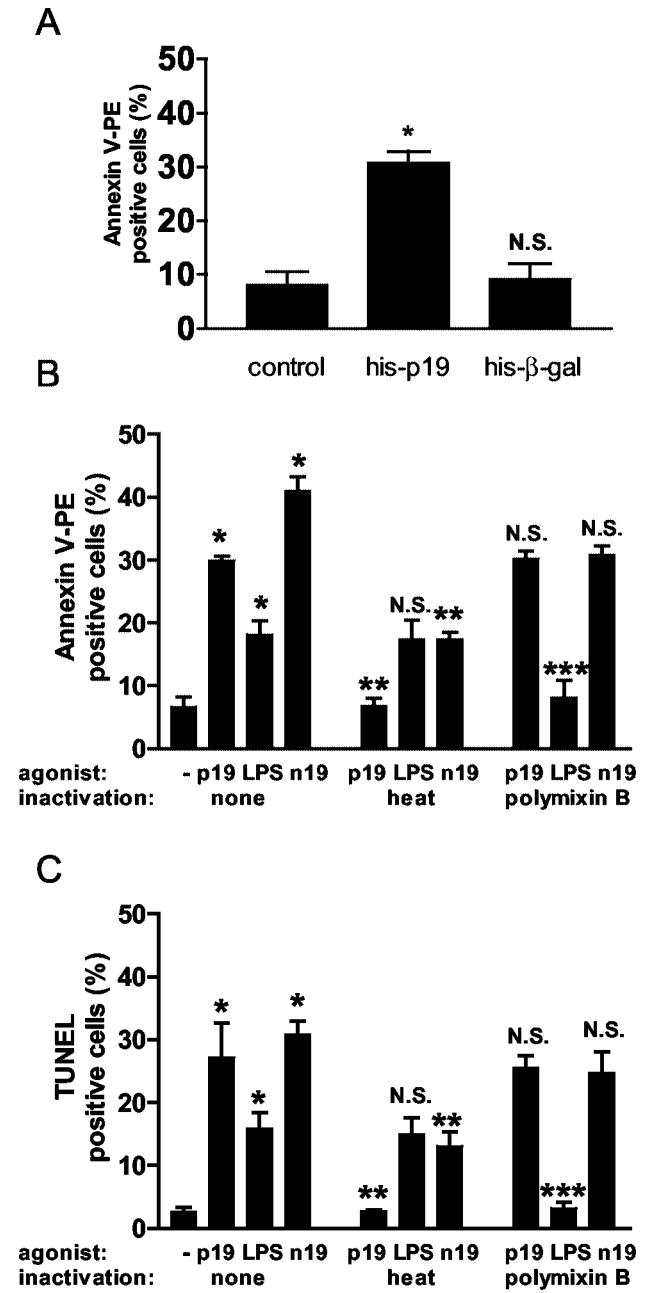 A
Annexin V-PE
positive cells (%)
50
40
30
20
10
0
*
N.S.
control his-p19 his-β-gal
B
Annexin V-PE
positive cells (%)
50
40
30
20
10
0
* * * ** N.S. ** N.S. *** N.S.
agonist: - p19 LPS n19 p19 LPS n19 p19 LPS n19
inactivation: none heat polymixin B
C
TUNEL
positive cells (%)
50
40
30
20
10
0
* * * ** N.S. ** N.S. *** N.S.
agonist: - p19 LPS n19 p19 LPS n19 p19 LPS n19
inactivation: none heat polymixin B